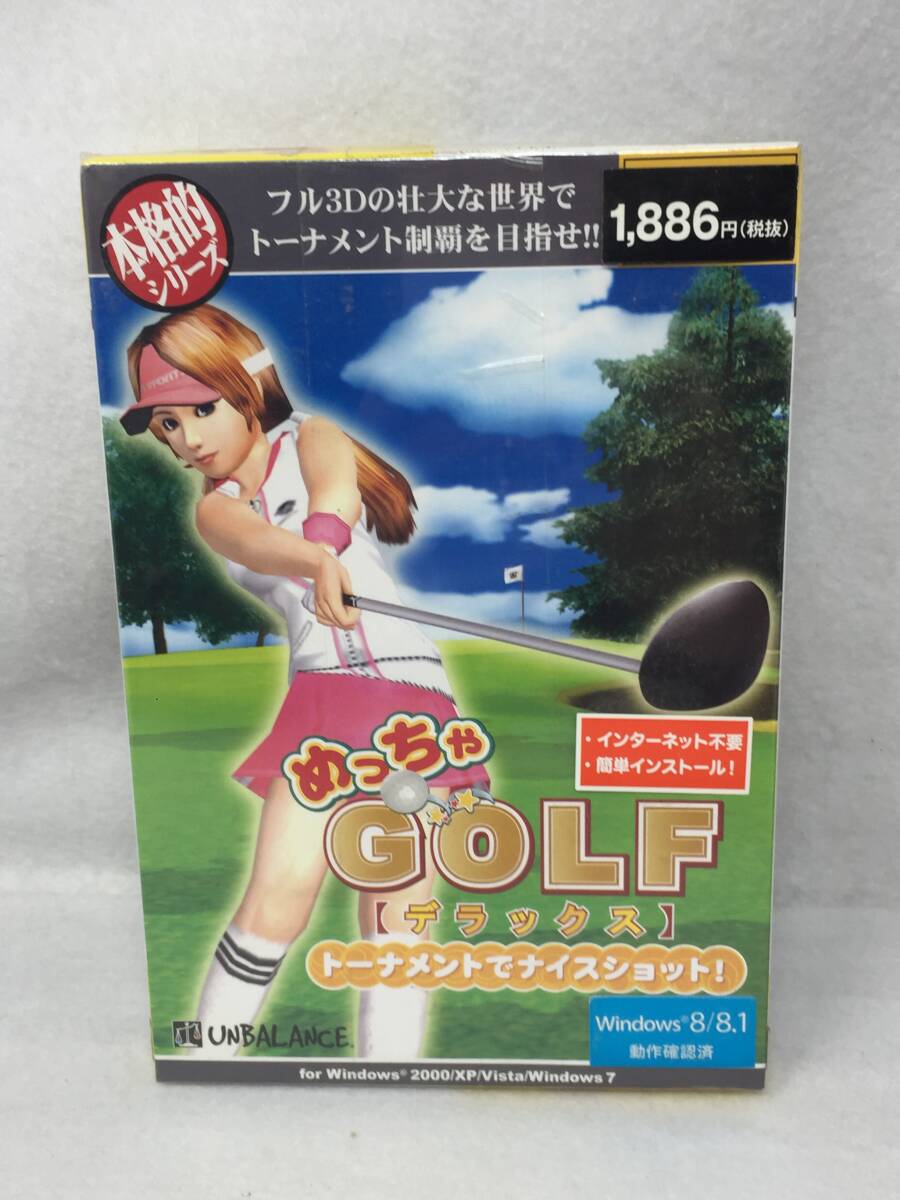 本格的
シリーズ
フル3Dの壮大な世界で
トーナメント制覇を目指せ!!
1,886円(税抜)
・インターネット不要
・簡単インストール!
めっちゃ
GOLF
【デラックス】
トーナメントでナイスショット!
UNBALANCE
Windows®8/8.1
動作確認済
for Windows® 2000/XP/Vista/Windows 7